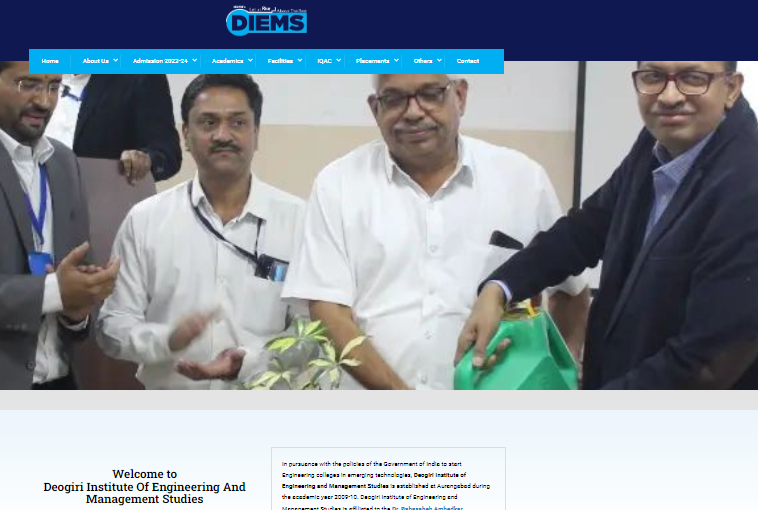 DIEMS
Home About Us Admission 2023-24 Academics Facilities IQAC Placements Others Contact
Welcome to
Deogiri Institute Of Engineering And
Management Studies
In pursuance with the policies of the Government of India to start
Engineering colleges in emerging technologies, Deogiri Institute of
Engineering and Management Studies is established at Aurangabad during
the academic year 2009-10. Deogiri Institute of Engineering and
Management Studies is affiliated to the Dr. Babasaheb Ambedkar